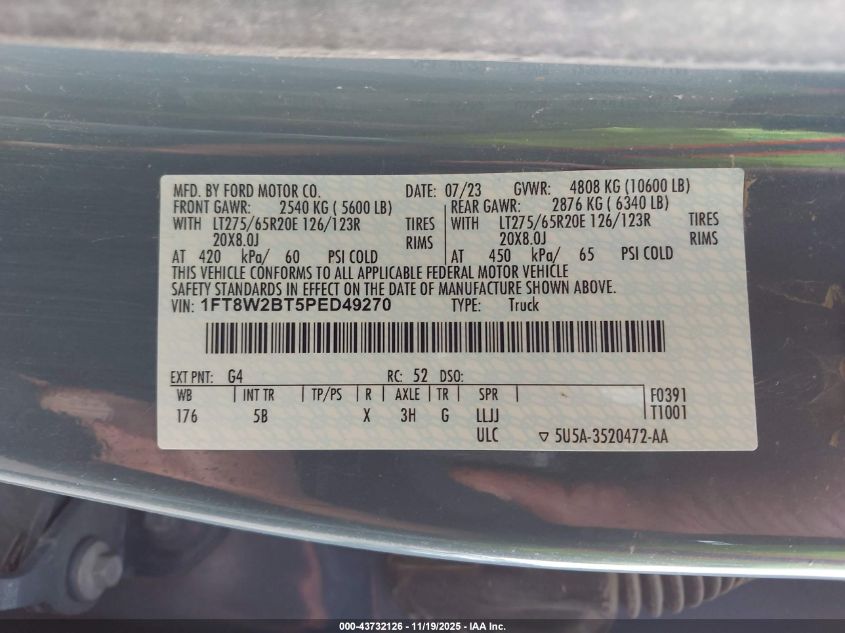 MFD. BY FORD MOTOR CO. DATE: 07/23 GVWR: 4808 KG (10600 LB)
FRONT GAWR: 2540 KG ( 5600 LB) REAR GAWR: 2876 KG ( 6340 LB)
WITH LT275/65R20E 126/123R TIRES WITH LT275/65R20E 126/123R TIRES
20X8.0J RIMS 20X8.0J RIMS
AT 420 kPa/ 60 PSI COLD AT 450 kPa/ 65 PSI COLD
THIS VEHICLE CONFORMS TO ALL APPLICABLE FEDERAL MOTOR VEHICLE
SAFETY STANDARDS IN EFFECT ON THE DATE OF MANUFACTURE SHOWN ABOVE.
VIN: 1FT8W2BT5PED49270 TYPE: Truck
EXT PNT: G4 RC: 52 DSO:
WB INT TR TP/PS R AXLE TR SPR F0391
176 5B X 3H G LLJJ T1001
ULC ▽ 5U5A-3520472-AA
000-43732126 - 11/19/2025 - IAA Inc.